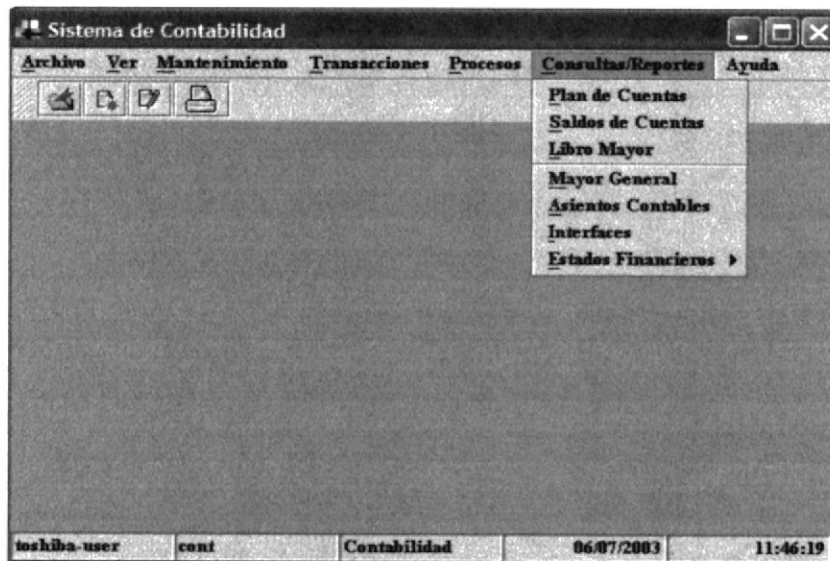 Sistema de Contabilidad
Archivo Ver Mantenimiento Transacciones Procesos Consultas/Reportes Ayuda
Plan de Cuentas
Saldos de Cuentas
Libro Mayor
Mayor General
Asientos Contables
Interfaces
Estados Financieros
toshiba-user cont Contabilidad 06/07/2003 11:46:19